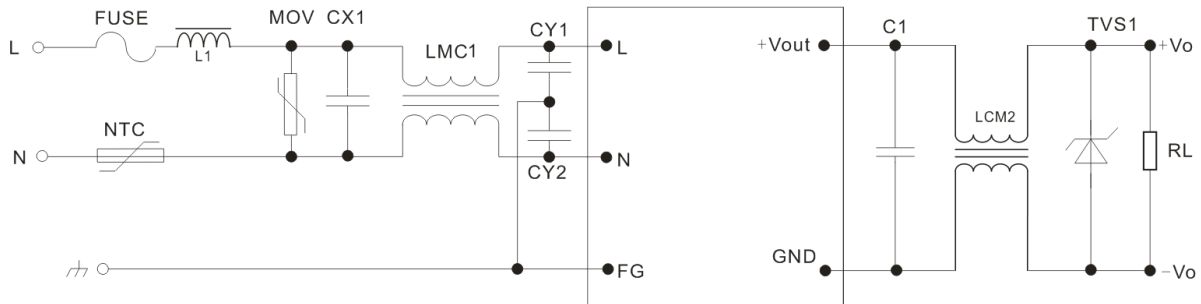 FUSE
MOV
CX1
L
L1
LMC1
CY1
L
+Vout
C1
TVS1
+Vo
NTC
N
CY2
N
LCM2
RL
FG
GND
-Vo